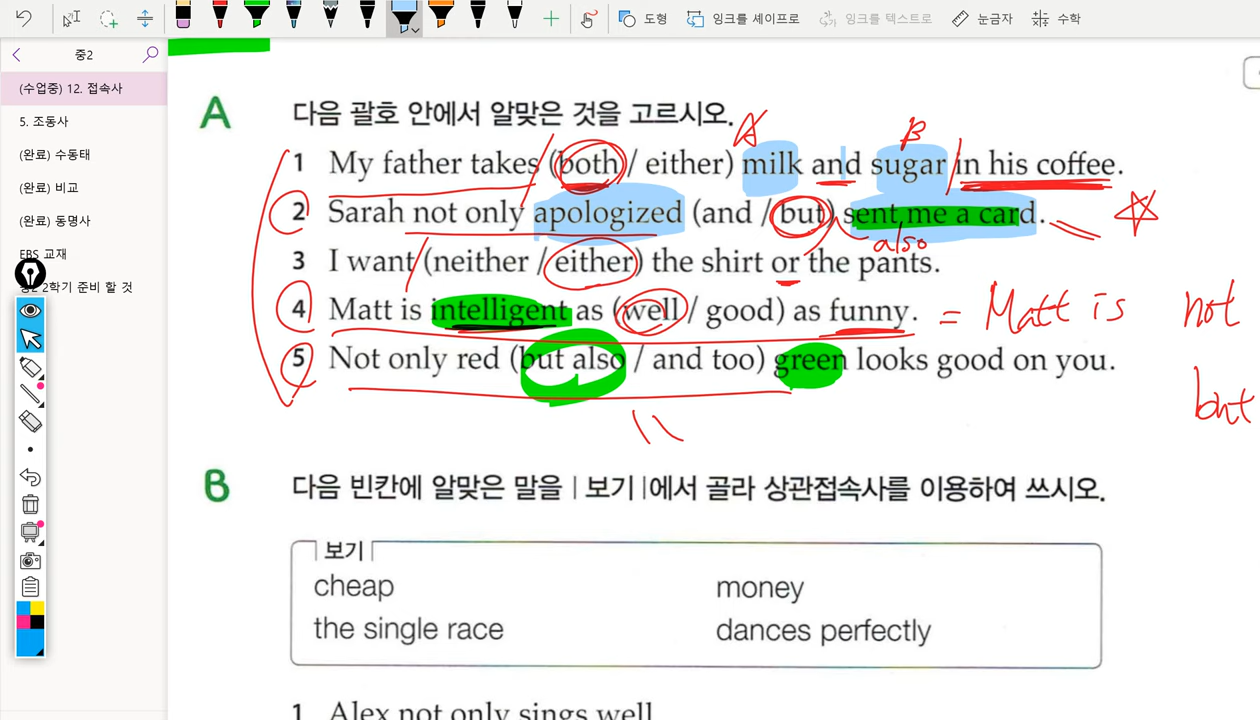 도형
잉크를 셰이프로
잉크를 텍스트로
눈금자
수학
중2
(수업중) 12. 접속사
5. 조동사
(완료) 수동태
(완료) 비교
(완료) 동명사
EBS 교재
2학기 준비 할 것
A 다음 괄호 안에서 알맞은 것을 고르시오.
A
B
1 My father takes (both / either) milk and sugar in his coffee.
2 Sarah not only apologized (and / but) sent me a card.
also
3 I want (neither / either) the shirt or the pants.
4 Matt is intelligent as (well / good) as funny. = Matt is not
5 Not only red (but also / and too) green looks good on you.
but
B 다음 빈칸에 알맞은 말을 |보기|에서 골라 상관접속사를 이용하여 쓰시오.
보기
cheap money
the single race dances perfectly
1 Alex not only sings well